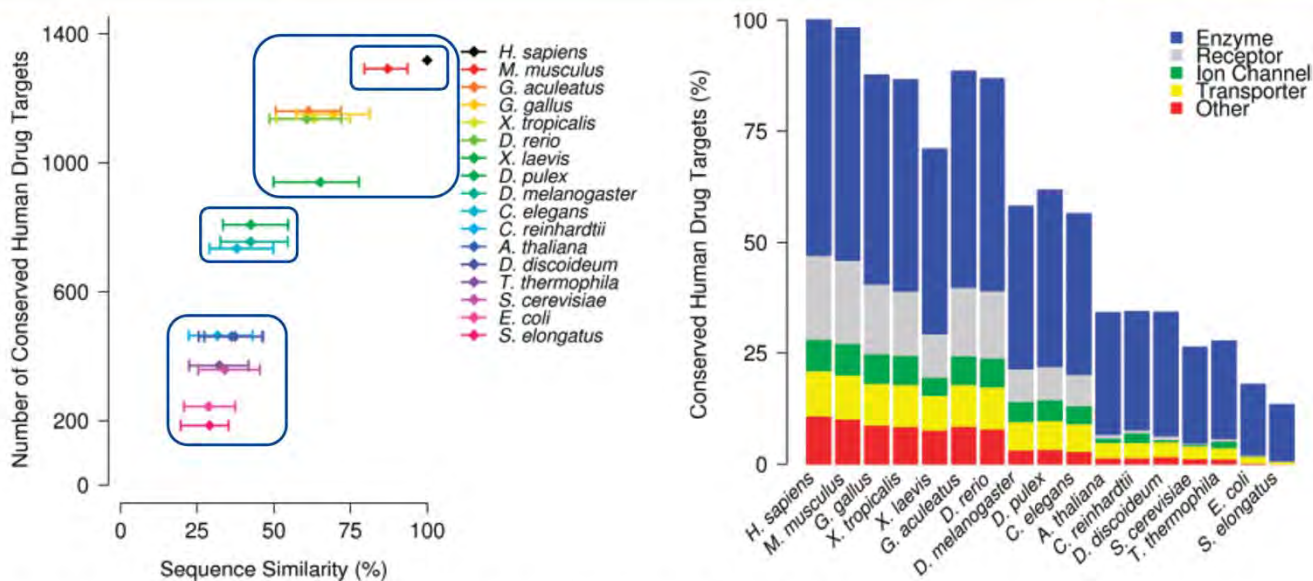 Number of Conserved Human Drug Targets
1400
1000
600
200
0
0
25
50
75
100
Sequence Similarity (%)
H. sapiens
M. musculus
G. aculeatus
G. gallus
X. tropicalis
D. rerio
X. laevis
D. pulex
D. melanogaster
C. elegans
C. reinhardtii
A. thaliana
D. discoideum
T. thermophila
S. cerevisiae
E. coli
S. elongatus
Conserved Human Drug Targets (%)
100
75
50
25
0
Enzyme
Receptor
Ion Channel
Transporter
Other
H. sapiens
M. musculus
G. gallus
X. tropicalis
X. laevis
G. aculeatus
D. rerio
D. melanogaster
D. pulex
C. elegans
A. thaliana
C. reinhardtii
D. discoideum
S. cerevisiae
T. thermophila
E. coli
S. elongatus